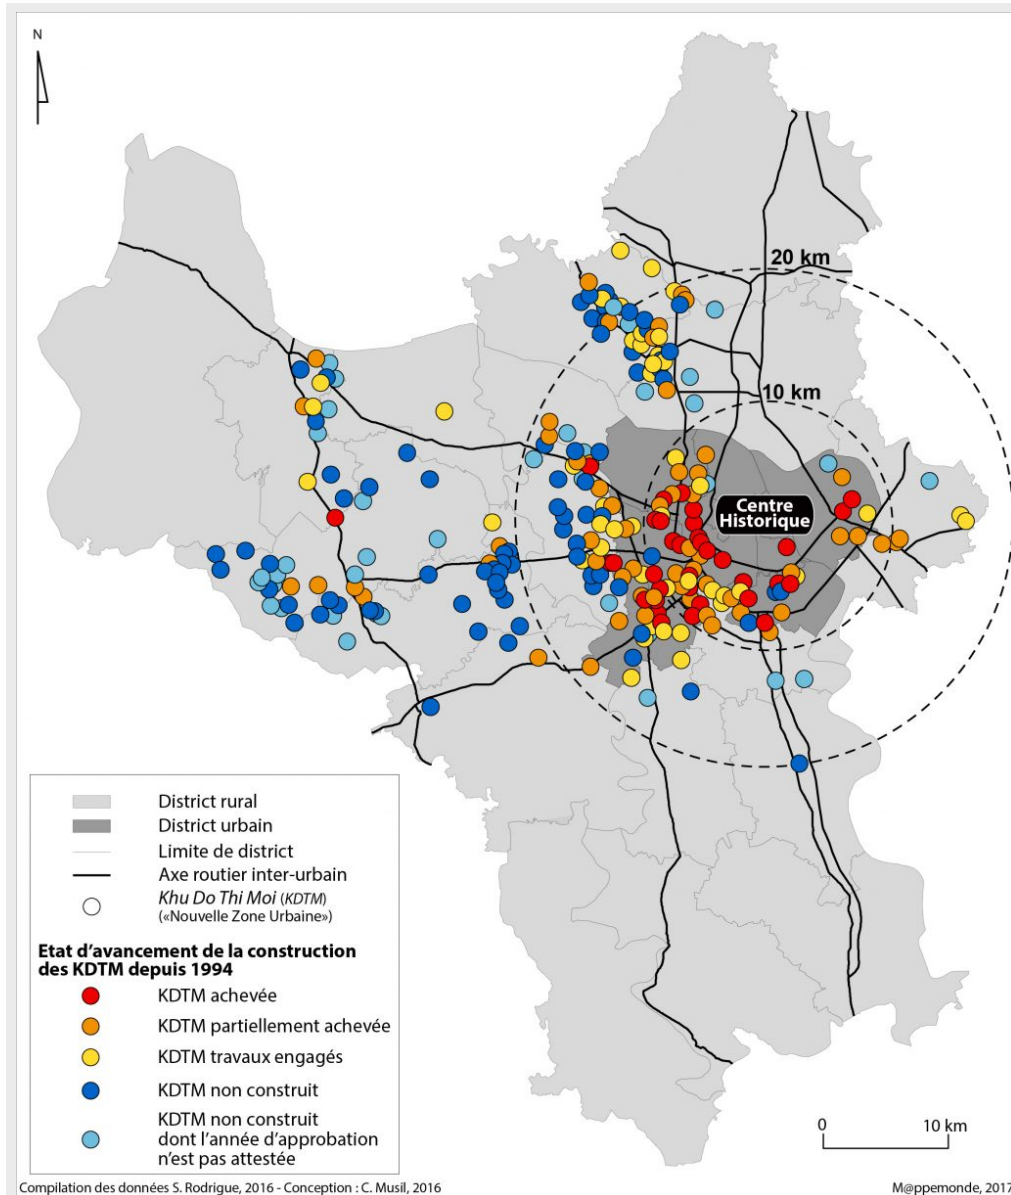 N
20 km
10 km
Centre
Historique
District rural
District urbain
Limite de district
Axe routier inter-urbain
Khu Do Thi Moi (KDTM)
(«Nouvelle Zone Urbaine»)
Etat d’avancement de la construction
des KDTM depuis 1994
KDTM achevée
KDTM partiellement achevée
KDTM travaux engagés
KDTM non construit
KDTM non construit
dont l’année d’approbation
n’est pas attestée
0 10 km
Compilation des données S. Rodrigue, 2016 - Conception : C. Musil, 2016
M@ppemonde, 2017